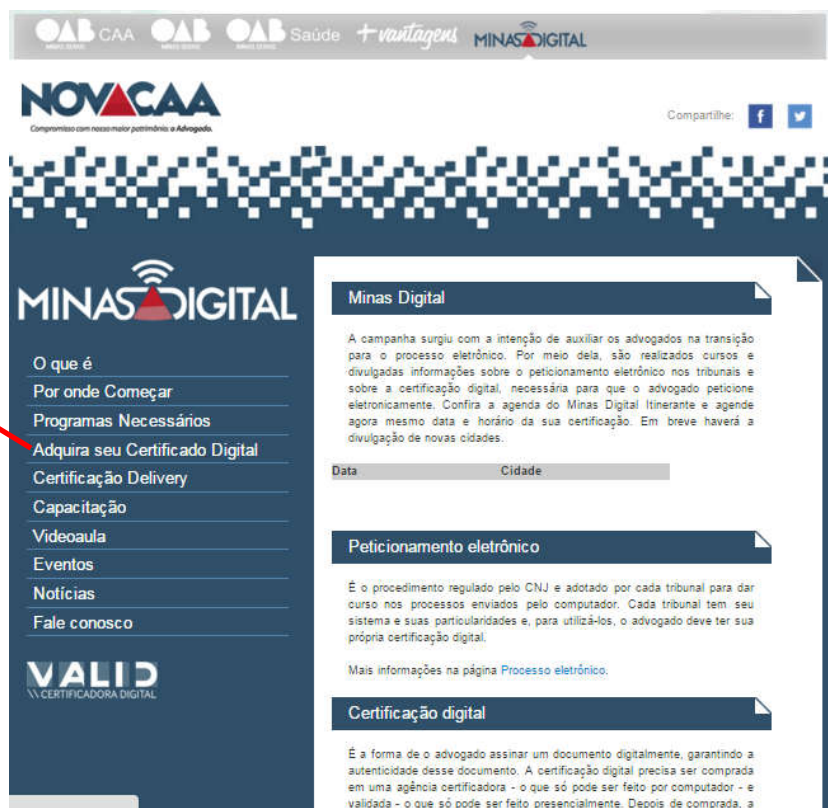 OAB CAA OAB OAB Saúde +vantagens MINAS DIGITAL
NOVACAA
Compromisso com nosso maior patrimônio: a Advogado.
Compartilhe:
MINAS DIGITAL
O que é
Por onde Começar
Programas Necessários
Adquira seu Certificado Digital
Certificação Delivery
Capacitação
Videoaula
Eventos
Notícias
Fale conosco
VALID
\\ CERTIFICADORA DIGITAL
Minas Digital
A campanha surgiu com a intenção de auxiliar os advogados na transição
para o processo eletrônico. Por meio dela, são realizados cursos e
divulgadas informações sobre o peticionamento eletrônico nos tribunais e
sobre a certificação digital, necessária para que o advogado peticione
eletronicamente. Confira a agenda do Minas Digital Itinerante e agende
agora mesmo data e horário da sua certificação. Em breve haverá a
divulgação de novas cidades.
Data Cidade
Peticionamento eletrônico
É o procedimento regulado pelo CNJ e adotado por cada tribunal para dar
curso nos processos enviados pelo computador. Cada tribunal tem seu
sistema e suas particularidades e, para utilizá-los, o advogado deve ter sua
própria certificação digital.
Mais informações na página Processo eletrônico.
Certificação digital
É a forma de o advogado assinar um documento digitalmente, garantindo a
autenticidade desse documento. A certificação digital precisa ser comprada
em uma agência certificadora - o que só pode ser feito por computador - e
validada - o que só pode ser feito presencialmente. Depois de comprada, a